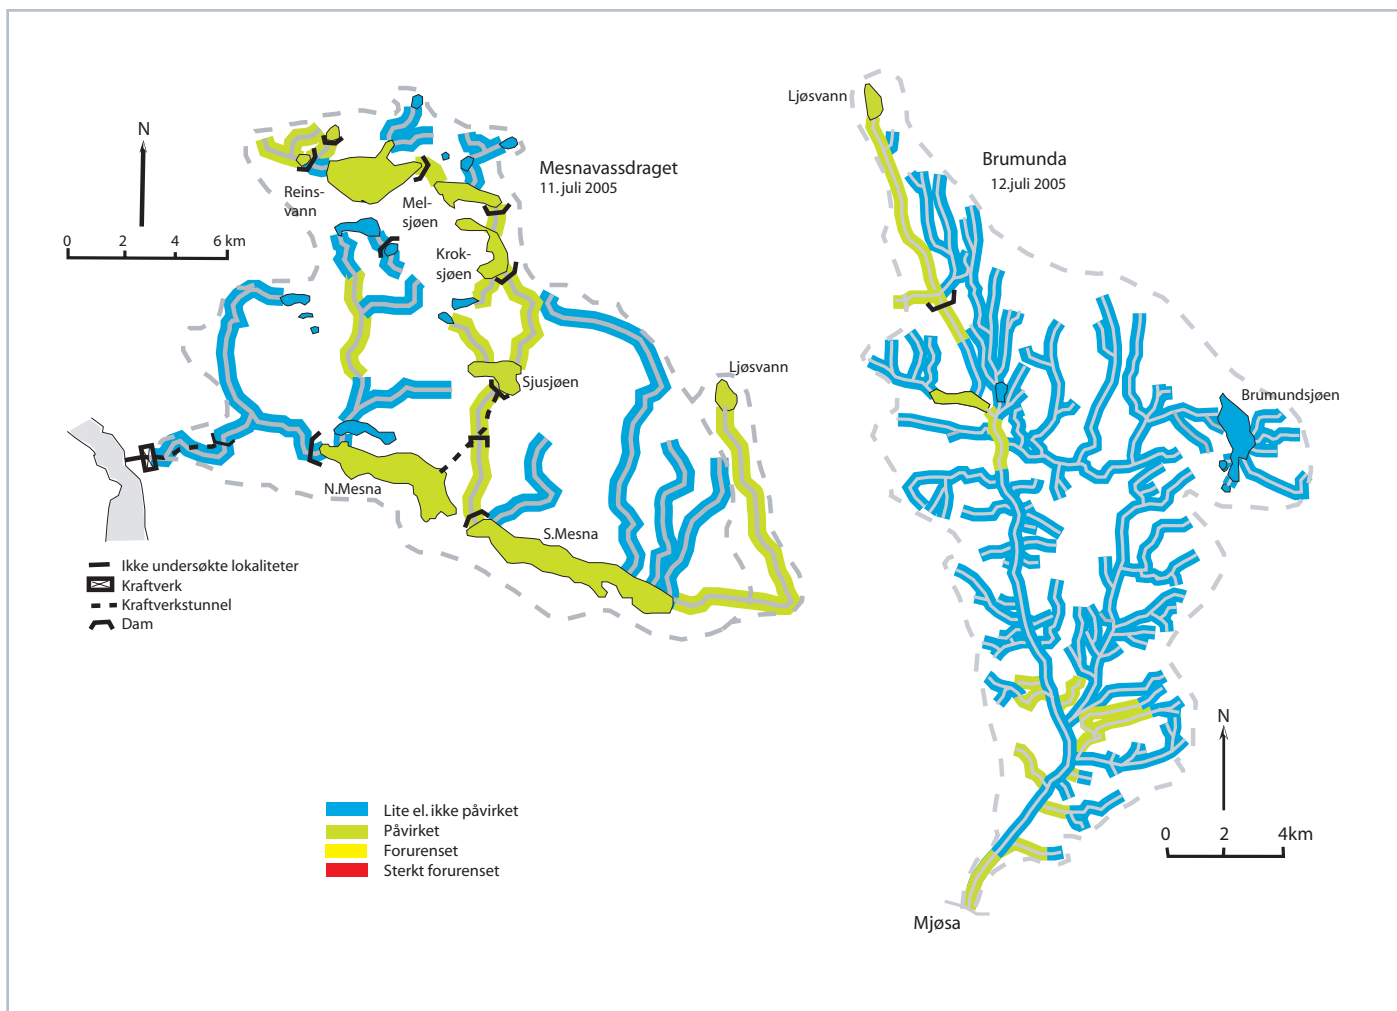 Ljøsvann
N
Mesnavassdraget
11. juli 2005
Brumunda
12.juli 2005
Reins-
vann
Mel-
sjøen
0 2 4 6 km
Krok-
sjøen
Ljøsvann
Sjusjøen
Brumundsjøen
N.Mesna
S.Mesna
Ikke undersøkte lokaliteter
Kraftverk
Kraftverkstunnel
Dam
N
Lite el. ikke påvirket
Påvirket
Forurenset
Sterkt forurenset
0 2 4km
Mjøsa